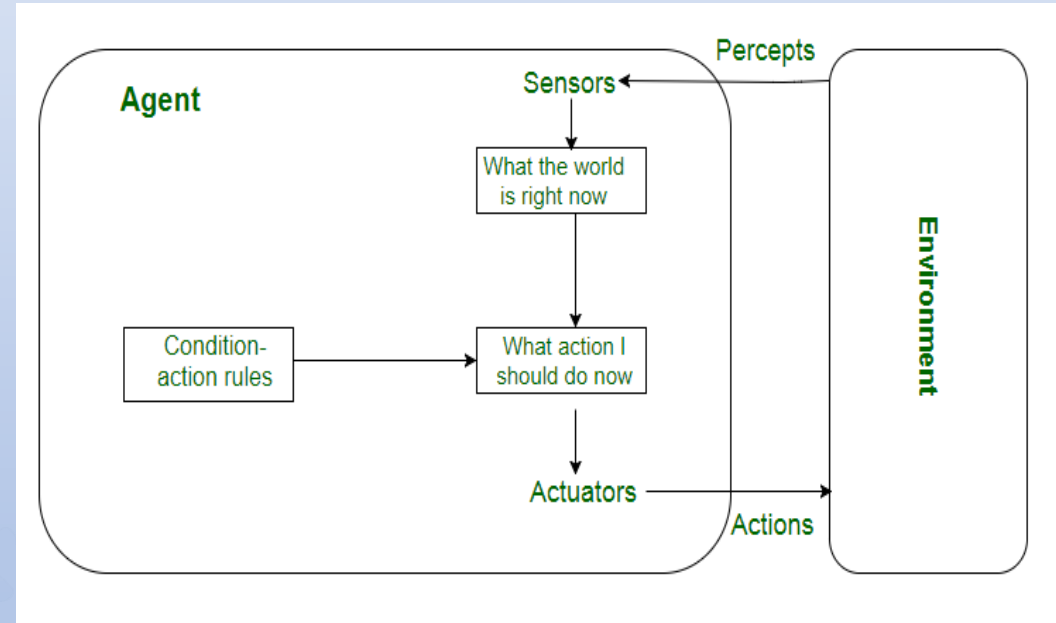 Percepts
Agent
Sensors
What the world
is right now
Environment
Condition-
action rules
What action I
should do now
Actuators
Actions